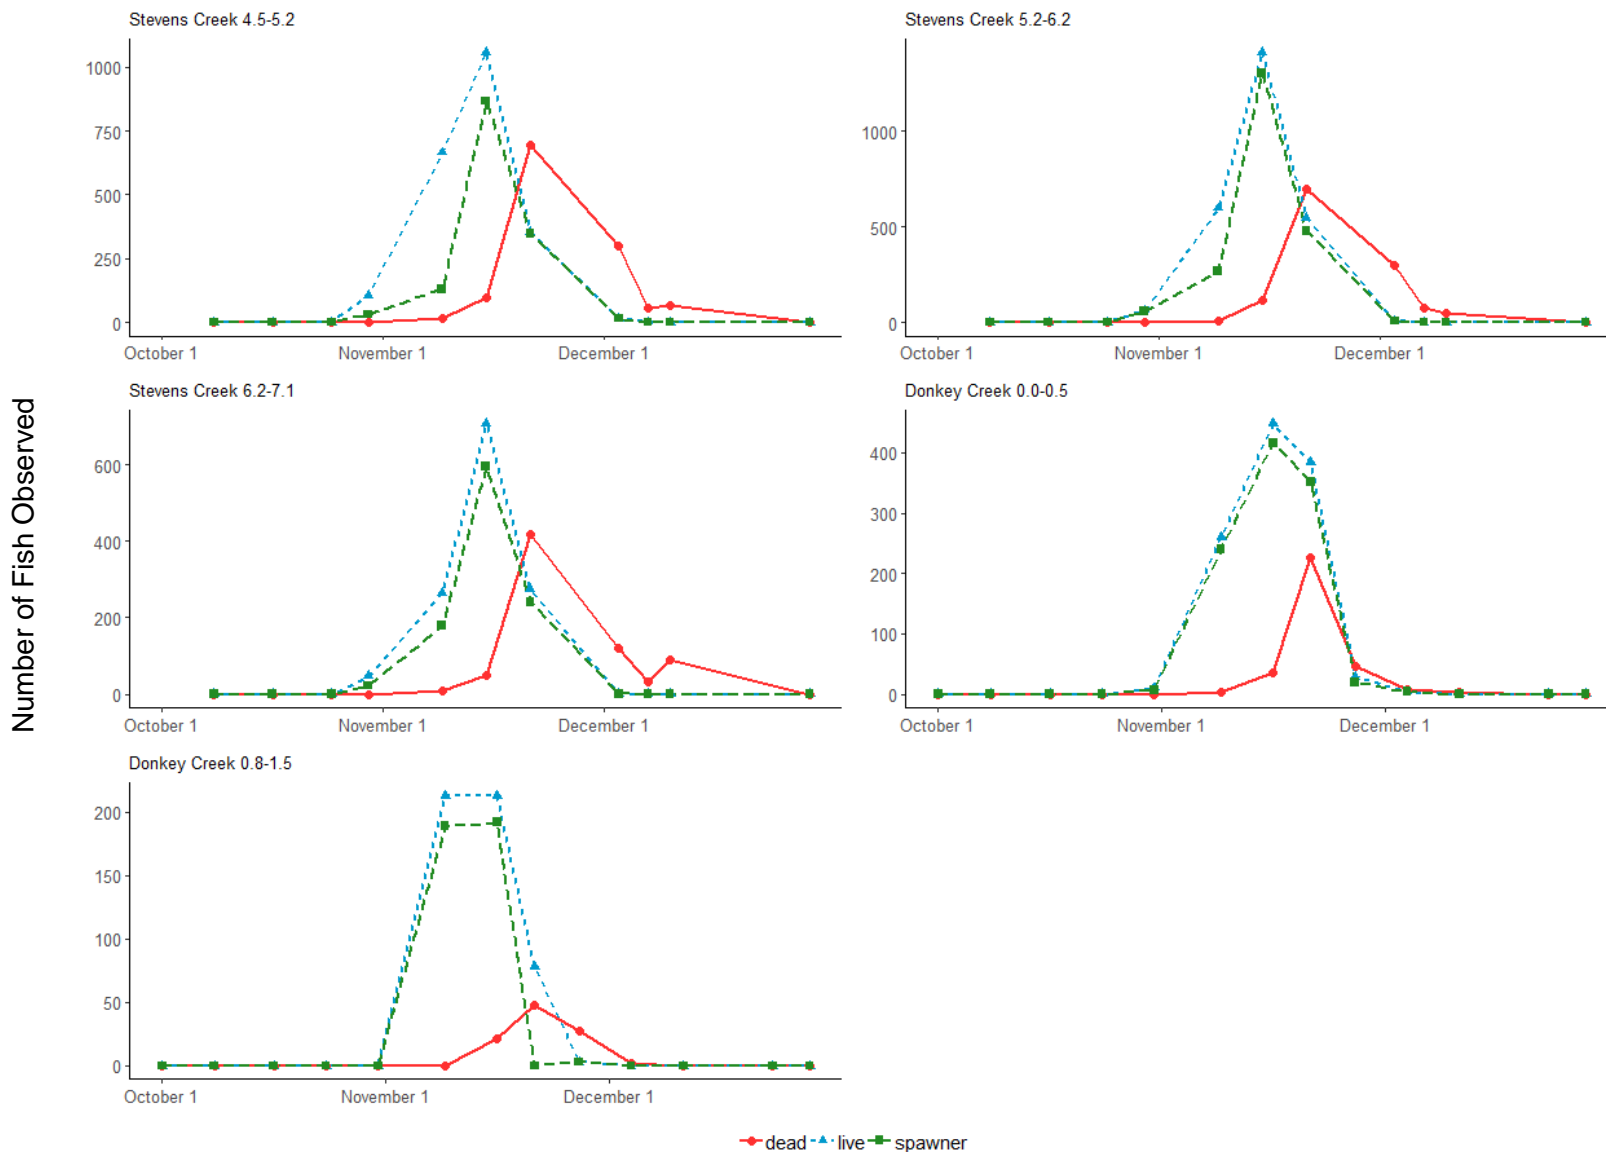 Stevens Creek 4.5-5.2
1000
750
500
250
0
October 1 November 1 December 1
Stevens Creek 5.2-6.2
1000
500
0
October 1 November 1 December 1
Number of Fish Observed
Stevens Creek 6.2-7.1
600
400
200
0
October 1 November 1 December 1
Donkey Creek 0.0-0.5
400
300
200
100
0
October 1 November 1 December 1
Donkey Creek 0.8-1.5
200
150
100
50
0
October 1 November 1 December 1
dead live spawner